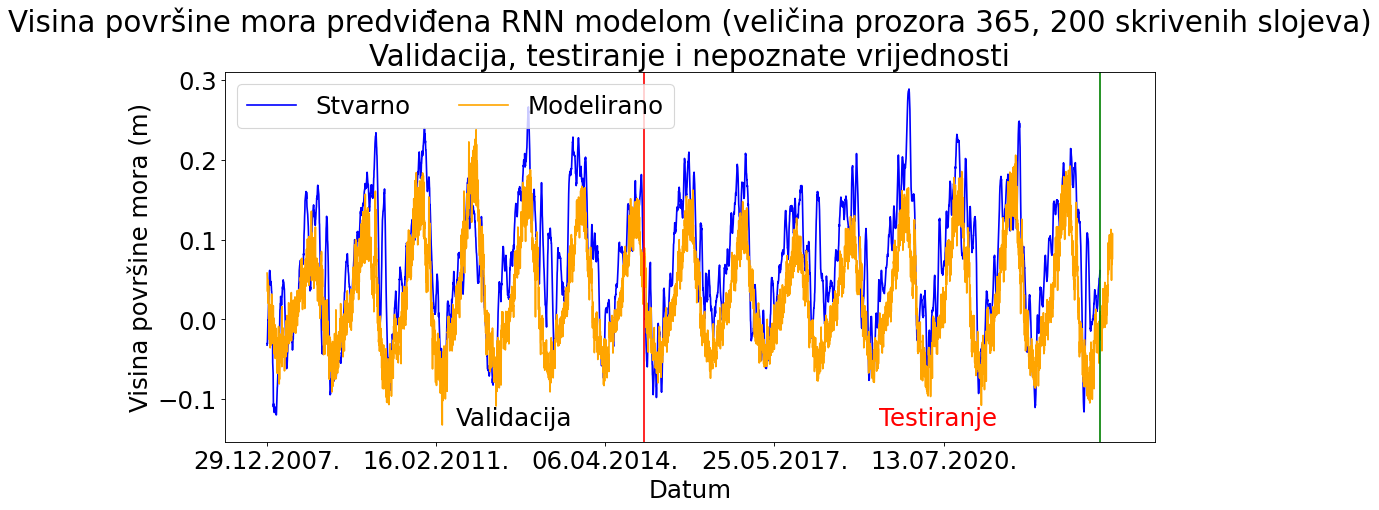 Visina površine mora predviđena RNN modelom (veličina prozora 365, 200 skrivenih slojeva)
Validacija, testiranje i nepoznate vrijednosti
Stvarno
Modelirano
Visina površine mora (m)
0.3
0.2
0.1
0.0
−0.1
Validacija
Testiranje
29.12.2007.
16.02.2011.
06.04.2014.
25.05.2017.
13.07.2020.
Datum